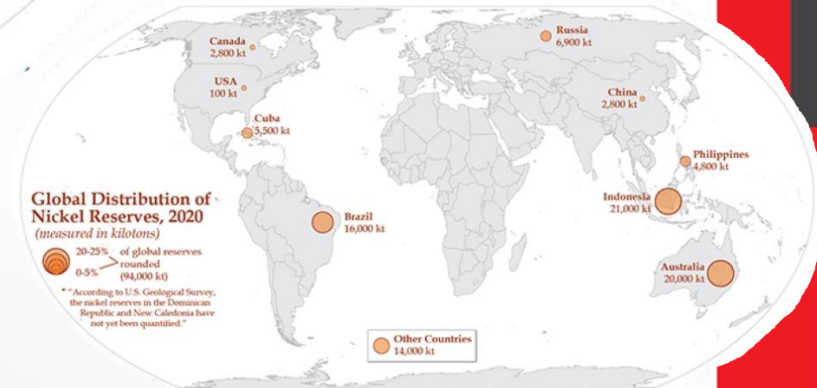 Canada
2,800 kt
USA
100 kt
Cuba
5,500 kt
Russia
6,900 kt
China
2,800 kt
Philippines
4,800 kt
Indonesia
21,000 kt
Brazil
16,000 kt
Australia
20,000 kt
Global Distribution of
Nickel Reserves, 2020
(measured in kilotons)
20-25% of global reserves
rounded
0-5% (94,000 kt)
* "According to U.S. Geological Survey,
the nickel reserves in the Dominican
Republic and New Caledonia have
not yet been quantified."
Other Countries
14,000 kt